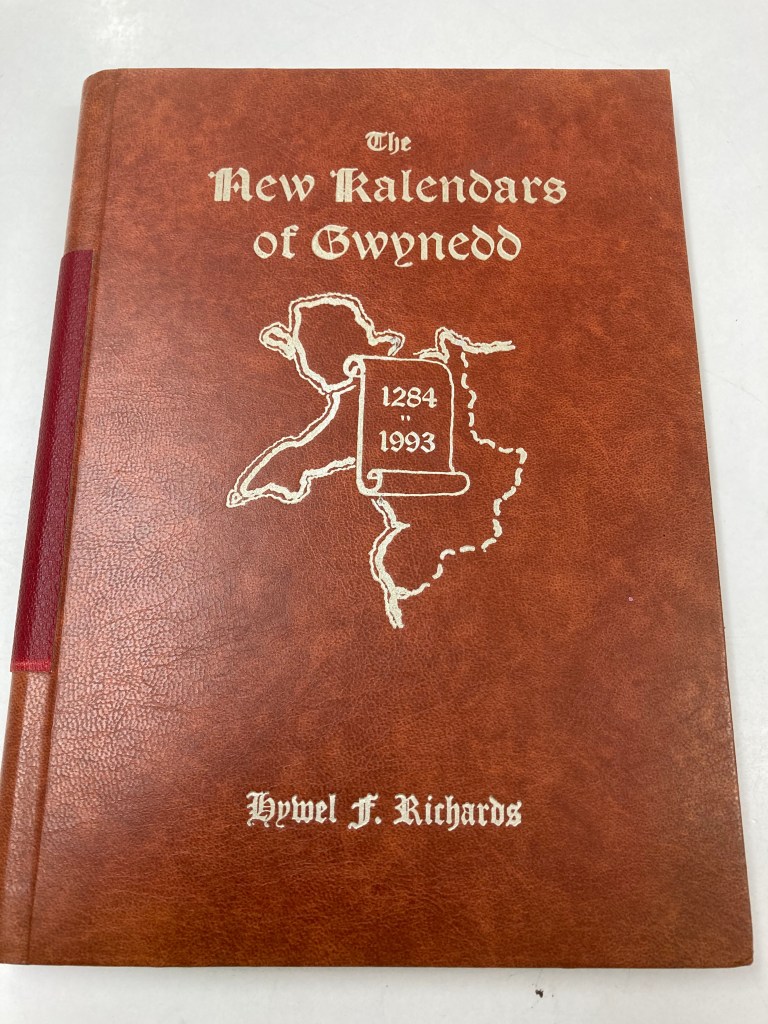 The
New Kalendars
of Gwynedd
1284
"
1993
Hywel F. Richards